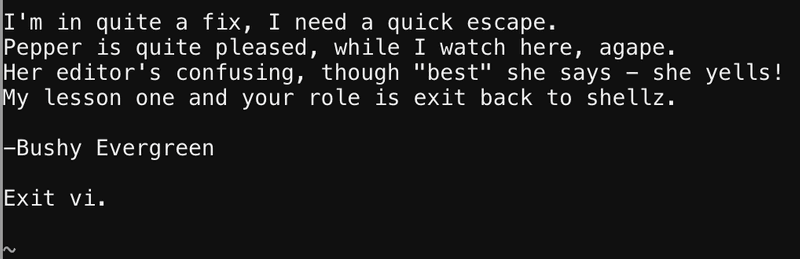 I'm in quite a fix, I need a quick escape.
Pepper is quite pleased, while I watch here, agape.
Her editor's confusing, though "best" she says – she yells!
My lesson one and your role is exit back to shellz.

–Bushy Evergreen

Exit vi.

~